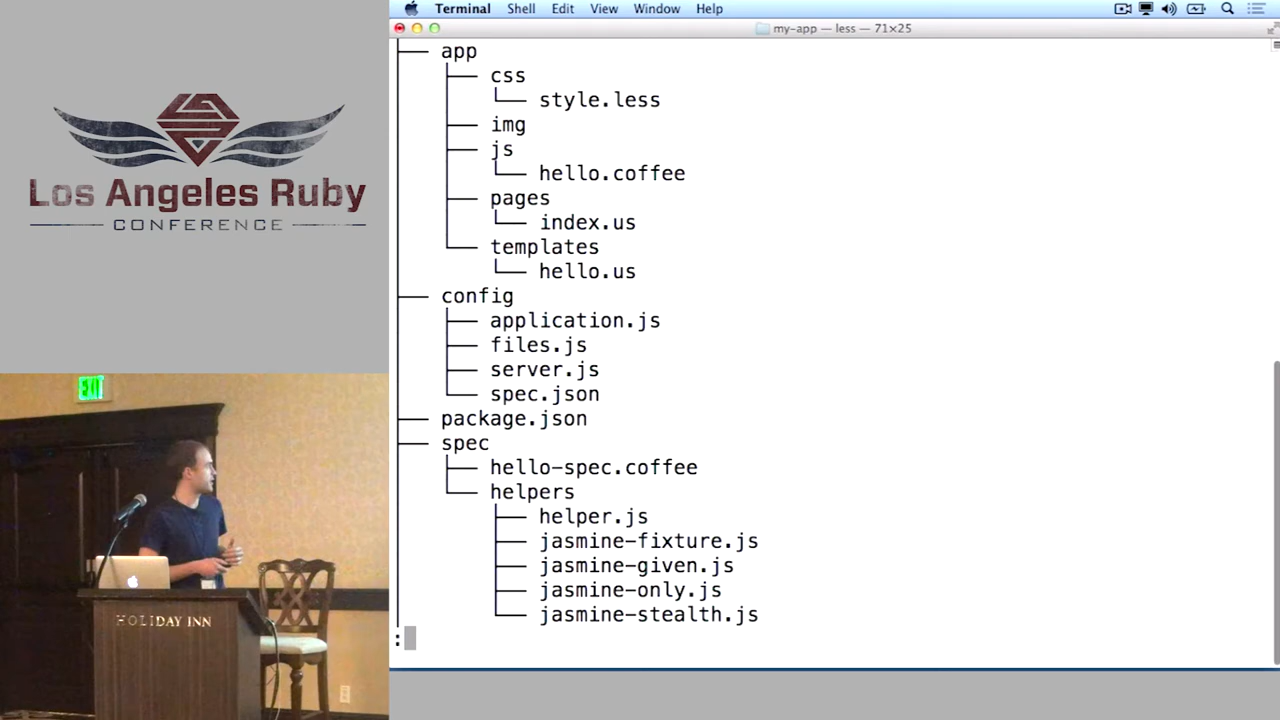 Terminal Shell Edit View Window Help
my-app — less — 71×25
Los Angeles Ruby
CONFERENCE
├── app
│   ├── css
│   │   └── style.less
│   ├── img
│   ├── js
│   │   └── hello.coffee
│   ├── pages
│   │   └── index.us
│   └── templates
│       └── hello.us
├── config
│   ├── application.js
│   ├── files.js
│   ├── server.js
│   └── spec.json
├── package.json
├── spec
│   ├── hello-spec.coffee
│   └── helpers
│       ├── helper.js
│       ├── jasmine-fixture.js
│       ├── jasmine-given.js
│       ├── jasmine-only.js
│       └── jasmine-stealth.js
:
EXIT
HOLIDAY INN